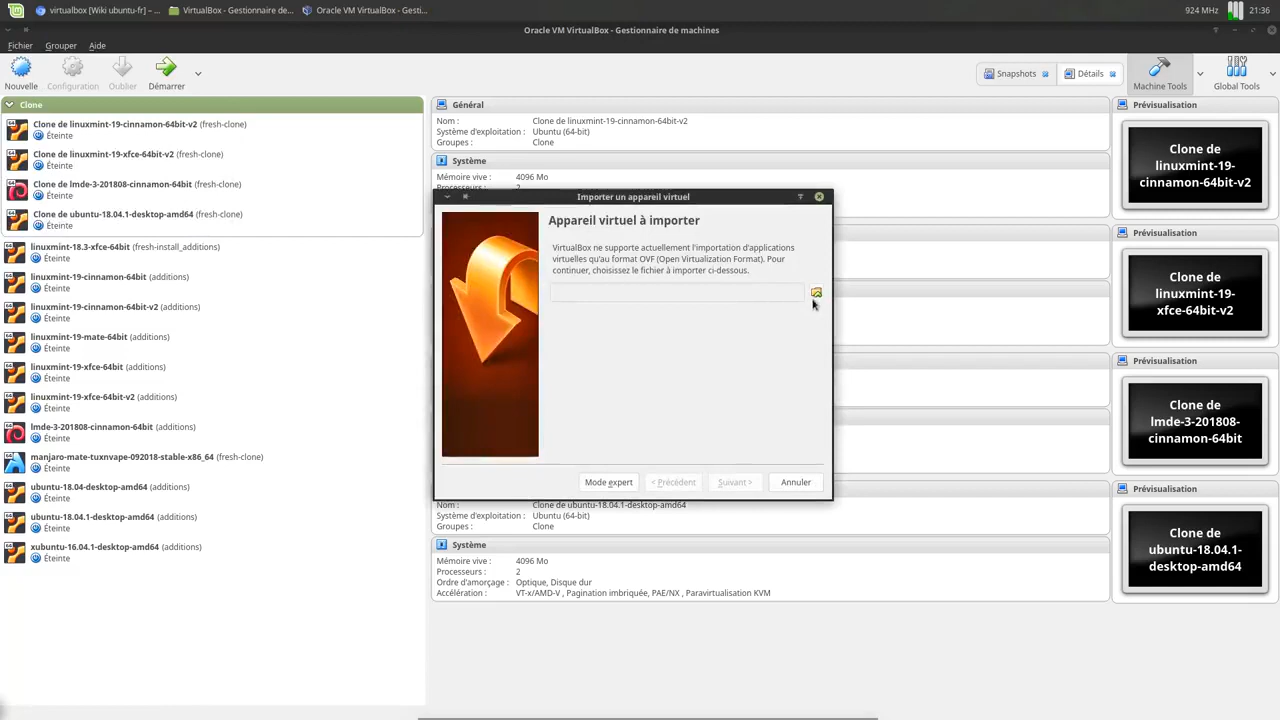 virtualbox [Wiki ubuntu-fr] – ...
VirtualBox - Gestionnaire de...
Oracle VM VirtualBox - Gesti...
924 MHz
21:36
Oracle VM VirtualBox - Gestionnaire de machines
Fichier Grouper Aide
Nouvelle Configuration Oublier Démarrer
Snapshots Détails Machine Tools Global Tools
Clone
Clone de linuxmint-19-cinnamon-64bit-v2 (fresh-clone)
Éteinte
Clone de linuxmint-19-xfce-64bit-v2 (fresh-clone)
Éteinte
Clone de lmde-3-201808-cinnamon-64bit (fresh-clone)
Éteinte
Clone de ubuntu-18.04.1-desktop-amd64 (fresh-clone)
Éteinte
linuxmint-18.3-xfce-64bit (fresh-install_additions)
Éteinte
linuxmint-19-cinnamon-64bit (additions)
Éteinte
linuxmint-19-cinnamon-64bit-v2 (additions)
Éteinte
linuxmint-19-mate-64bit (additions)
Éteinte
linuxmint-19-xfce-64bit (additions)
Éteinte
linuxmint-19-xfce-64bit-v2 (additions)
Éteinte
lmde-3-201808-cinnamon-64bit (additions)
Éteinte
manjaro-mate-tuxnvape-092018-stable-x86_64 (fresh-clone)
Éteinte
ubuntu-18.04-desktop-amd64 (additions)
Éteinte
ubuntu-18.04.1-desktop-amd64 (additions)
Éteinte
xubuntu-16.04.1-desktop-amd64 (additions)
Éteinte
Général
Nom : Clone de linuxmint-19-cinnamon-64bit-v2
Système d'exploitation : Ubuntu (64-bit)
Groupes : Clone
Système
Mémoire vive : 4096 Mo
Processeurs : 2
Importer un appareil virtuel
Appareil virtuel à importer
VirtualBox ne supporte actuellement l'importation d'applications
virtuelles qu'au format OVF (Open Virtualization Format). Pour
continuer, choisissez le fichier à importer ci-dessous.
Mode expert < Précédent Suivant > Annuler
Nom : Clone de ubuntu-18.04.1-desktop-amd64
Système d'exploitation : Ubuntu (64-bit)
Groupes : Clone
Système
Mémoire vive : 4096 Mo
Processeurs : 2
Ordre d'amorçage : Optique, Disque dur
Accélération : VT-x/AMD-V , Pagination imbriquée, PAE/NX , Paravirtualisation KVM
Prévisualisation
Clone de
linuxmint-19-
cinnamon-64bit-v2
Prévisualisation
Clone de
linuxmint-19-
xfce-64bit-v2
Prévisualisation
Clone de
lmde-3-201808-
cinnamon-64bit
Prévisualisation
Clone de
ubuntu-18.04.1-
desktop-amd64